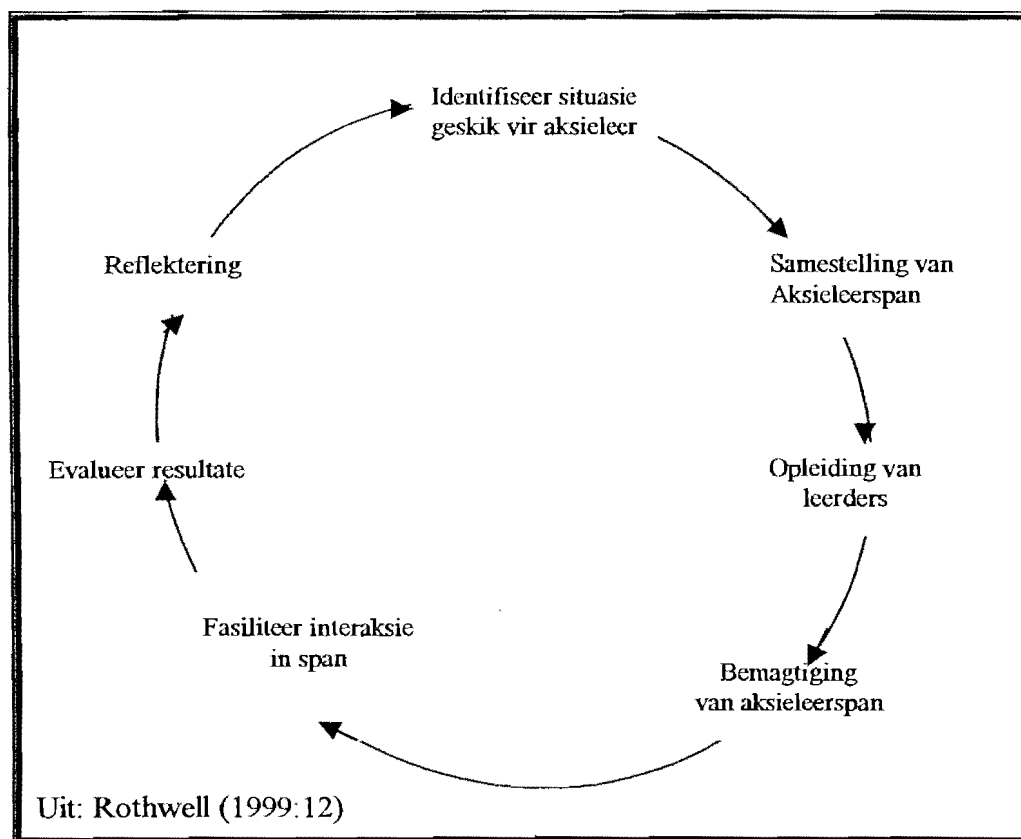 Identifiseer situasie
geskik vir aksieleer
Samestelling van
Aksieleerspan
Opleiding van
leerders
Bemagtiging
van aksieleerspan
Fasiliteer interaksie
in span
Evalueer resultate
Reflektering
Uit: Rothwell (1999:12)